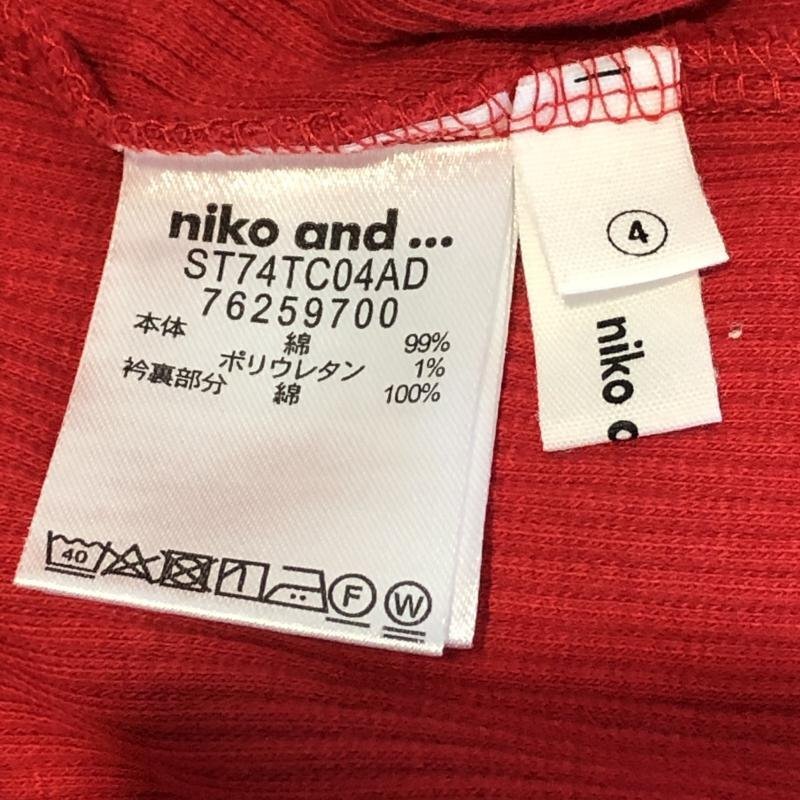 niko and ...
ST74TC04AD
76259700
本体 綿 99%
ポリウレタン 1%
衿裏部分 綿 100%
40
F
W
4
niko a